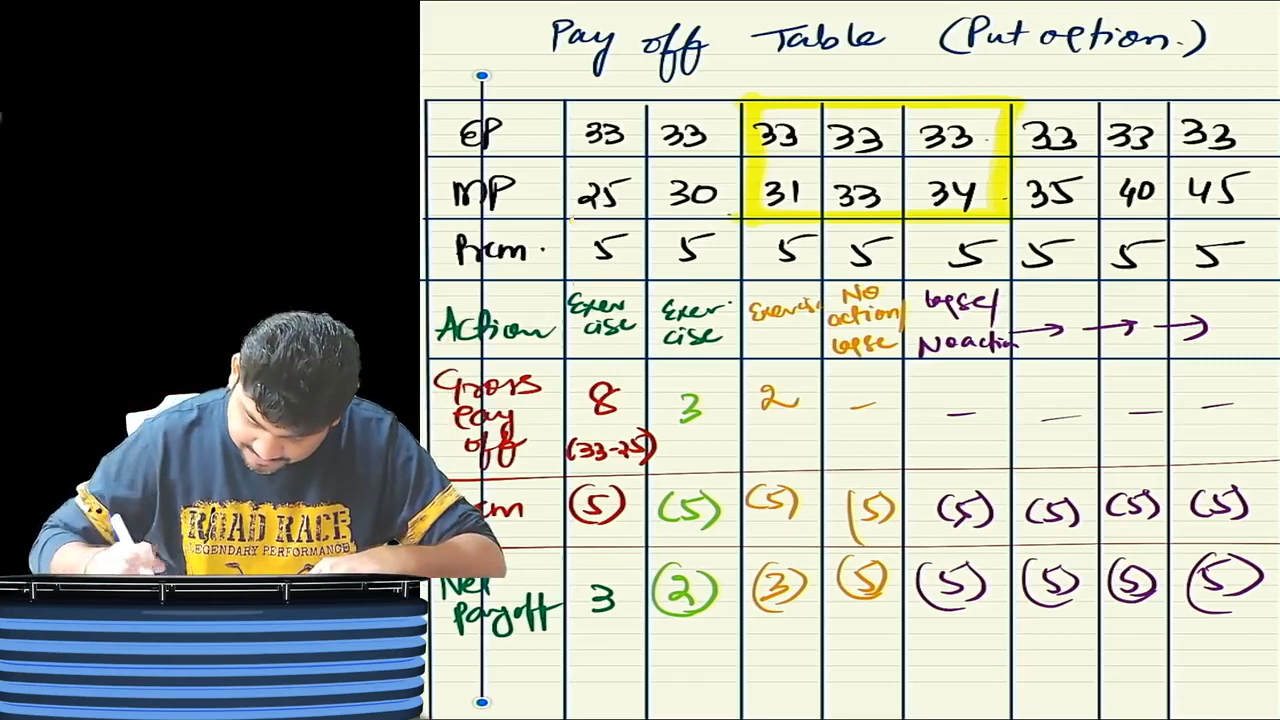 Pay off Table (Put option.)
EP 33 33 33 33 33 33 33 33
MP 25 30 31 33 34 35 40 45
Prem. 5 5 5 5 5 5 5 5
Action Exercise Exercise Exercise No action/lapse lapse/No action → → →
Gross pay off 8 (33-25) 3 2 - - - - -
(5) (5) (5) (5) (5) (5) (5) (5)
Net payoff 3 (2) (3) (5) (5) (5) (5) (5)
ROAD RACE
LEGENDARY PERFORMANCE